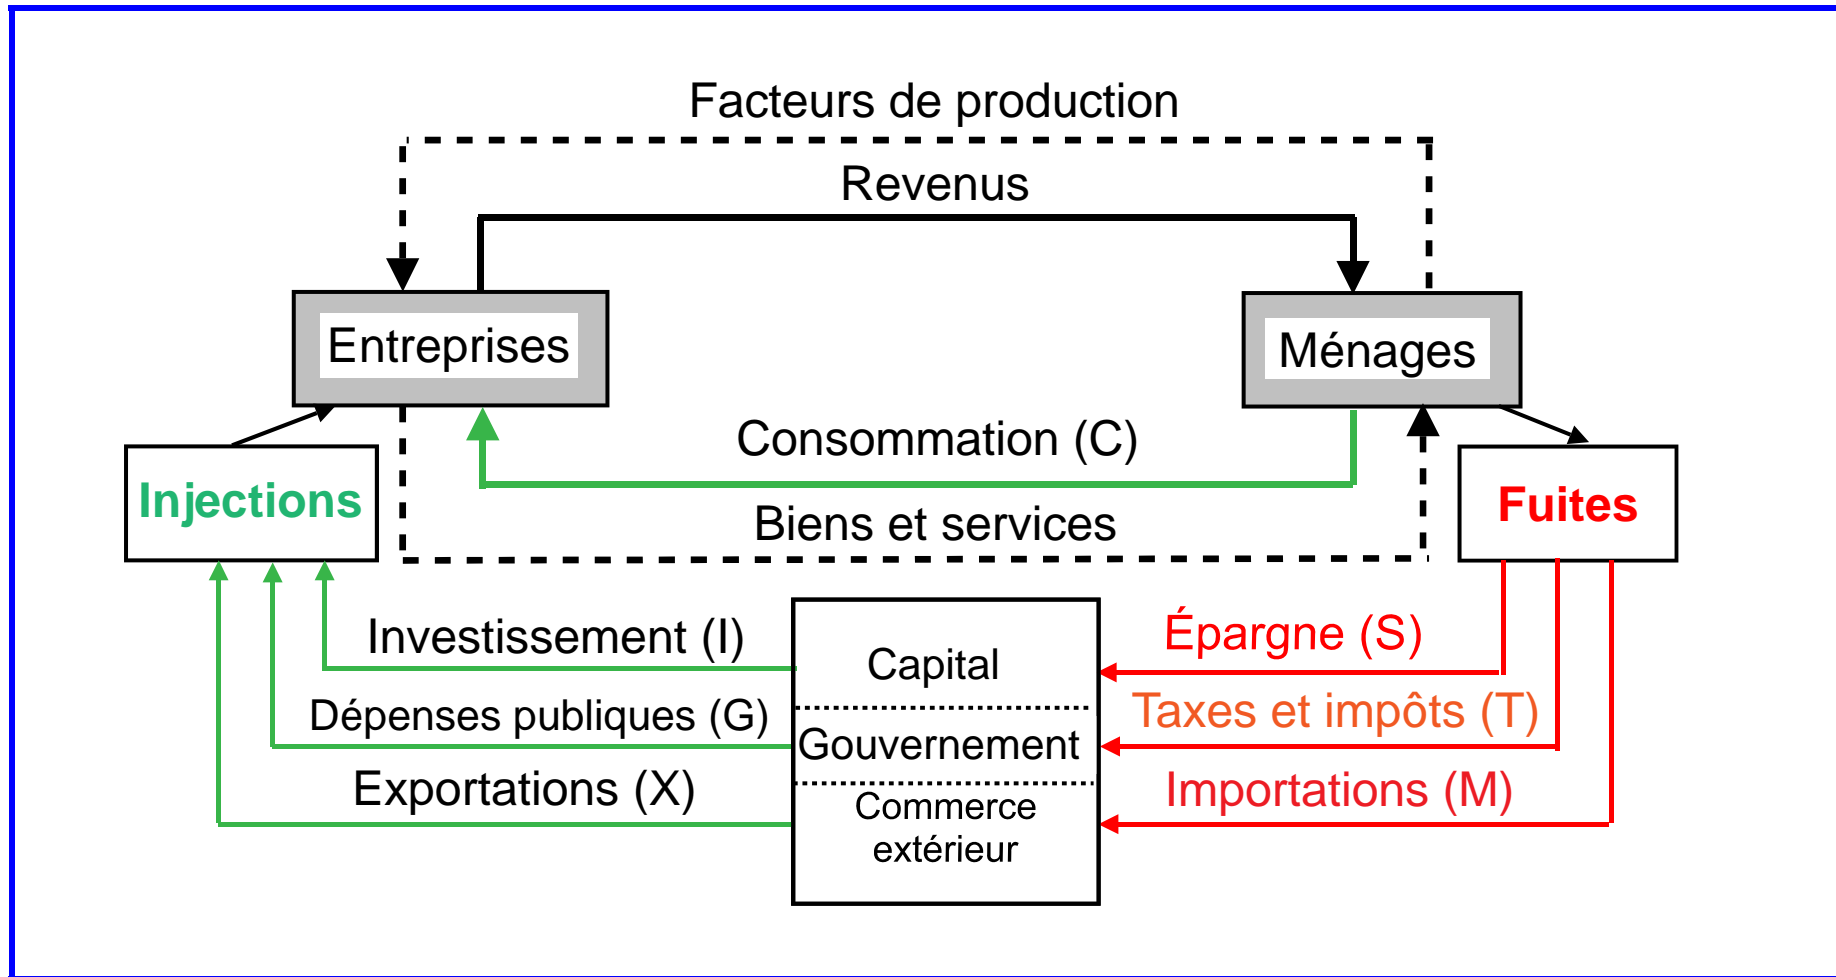 Facteurs de production
Revenus
Entreprises
Ménages
Consommation (C)
Injections
Fuites
Biens et services
Investissement (I)
Capital
Épargne (S)
Dépenses publiques (G)
Gouvernement
Taxes et impôts (T)
Exportations (X)
Commerce
extérieur
Importations (M)